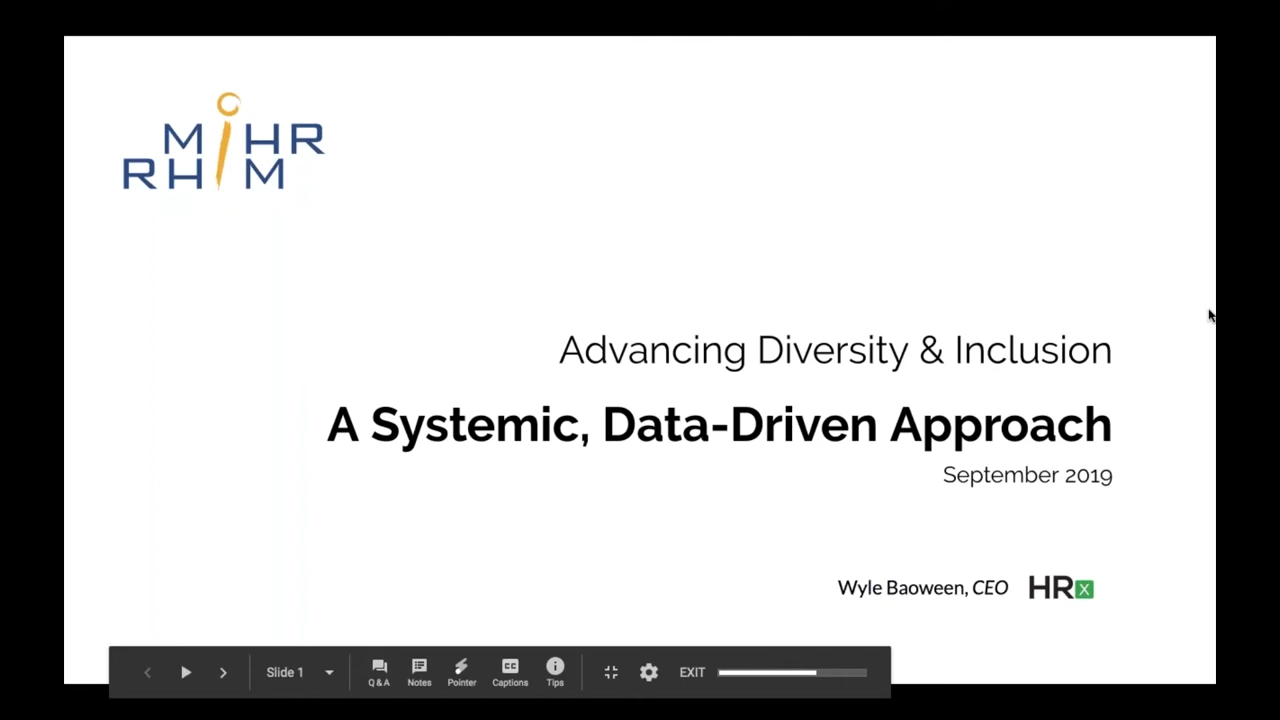 MiHR
RHiM
Advancing Diversity & Inclusion
A Systemic, Data-Driven Approach
September 2019
Wyle Baoween, CEO HRx
Slide 1
EXIT
Q & A
Notes
Pointer
Captions
Tips